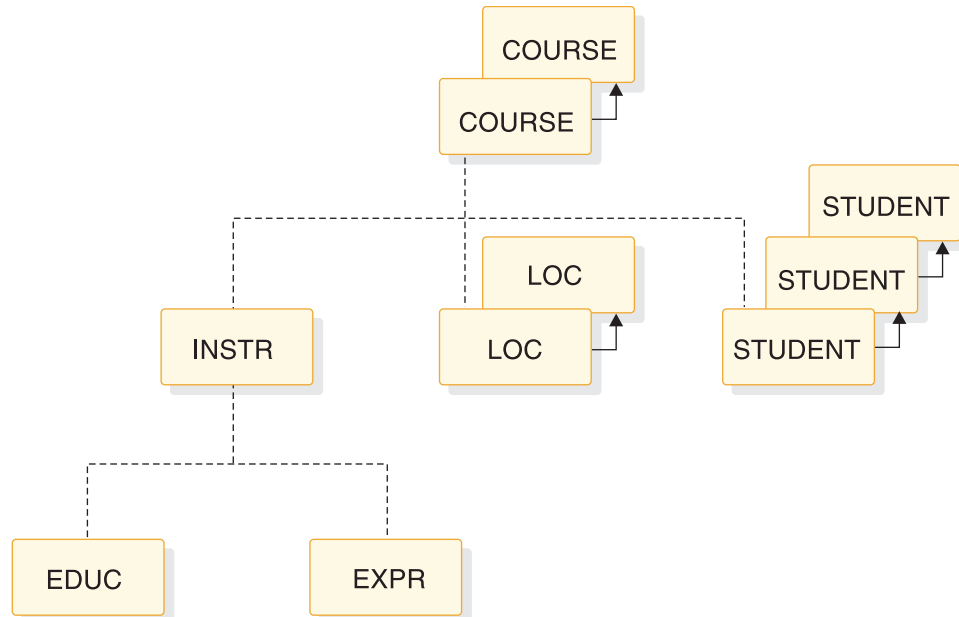 COURSE
COURSE
STUDENT
STUDENT
LOC
INSTR
LOC
STUDENT
EDUC
EXPR